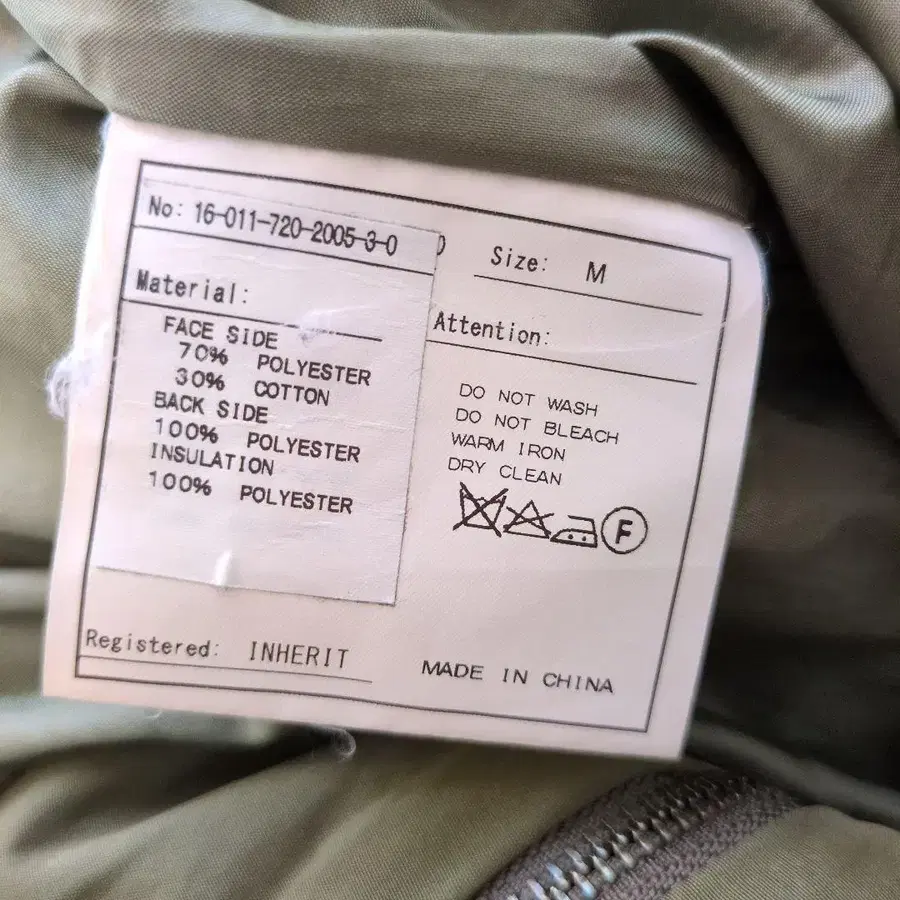 No: 16-011-720-2005-3-0
Size: M
Material:
FACE SIDE
70% POLYESTER
30% COTTON
BACK SIDE
100% POLYESTER
INSULATION
100% POLYESTER
Attention:
DO NOT WASH
DO NOT BLEACH
WARM IRON
DRY CLEAN
F
Registered: INHERIT
MADE IN CHINA